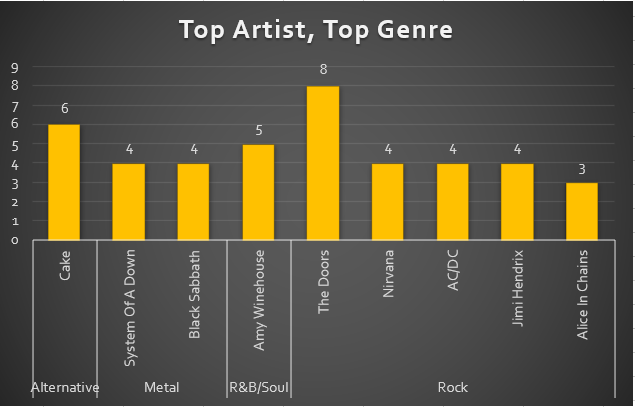 Top Artist, Top Genre
9
8
7
6
5
4
3
2
1
0
6
4
4
5
8
4
4
4
3
Cake
System Of A Down
Black Sabbath
Amy Winehouse
The Doors
Nirvana
AC/DC
Jimi Hendrix
Alice In Chains
Alternative
Metal
R&B/Soul
Rock